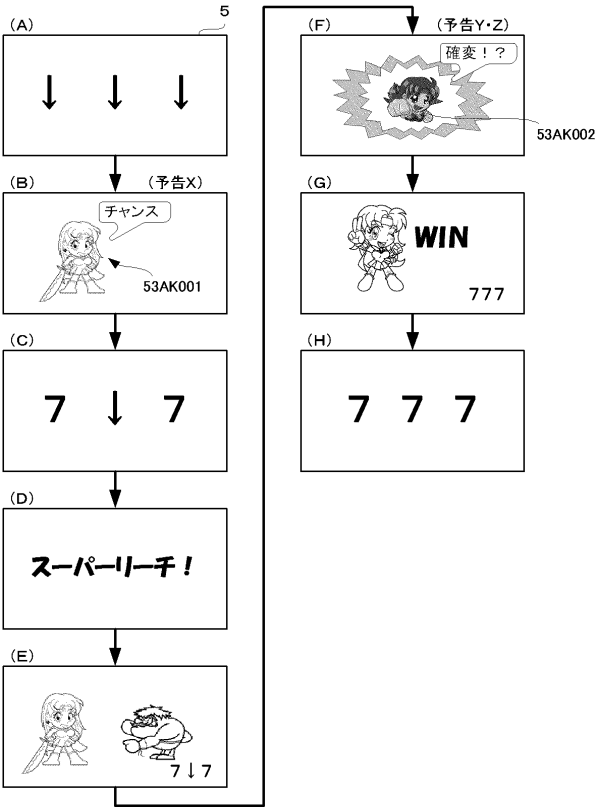 (A)
5
↓ ↓ ↓
(B)
(予告X)
チャンス
53AK001
(C)
7 ↓ 7
(D)
スーパーリーチ！
(E)
7↓7
(F)
(予告Y・Z)
確変！？
53AK002
(G)
WIN
777
(H)
7 7 7